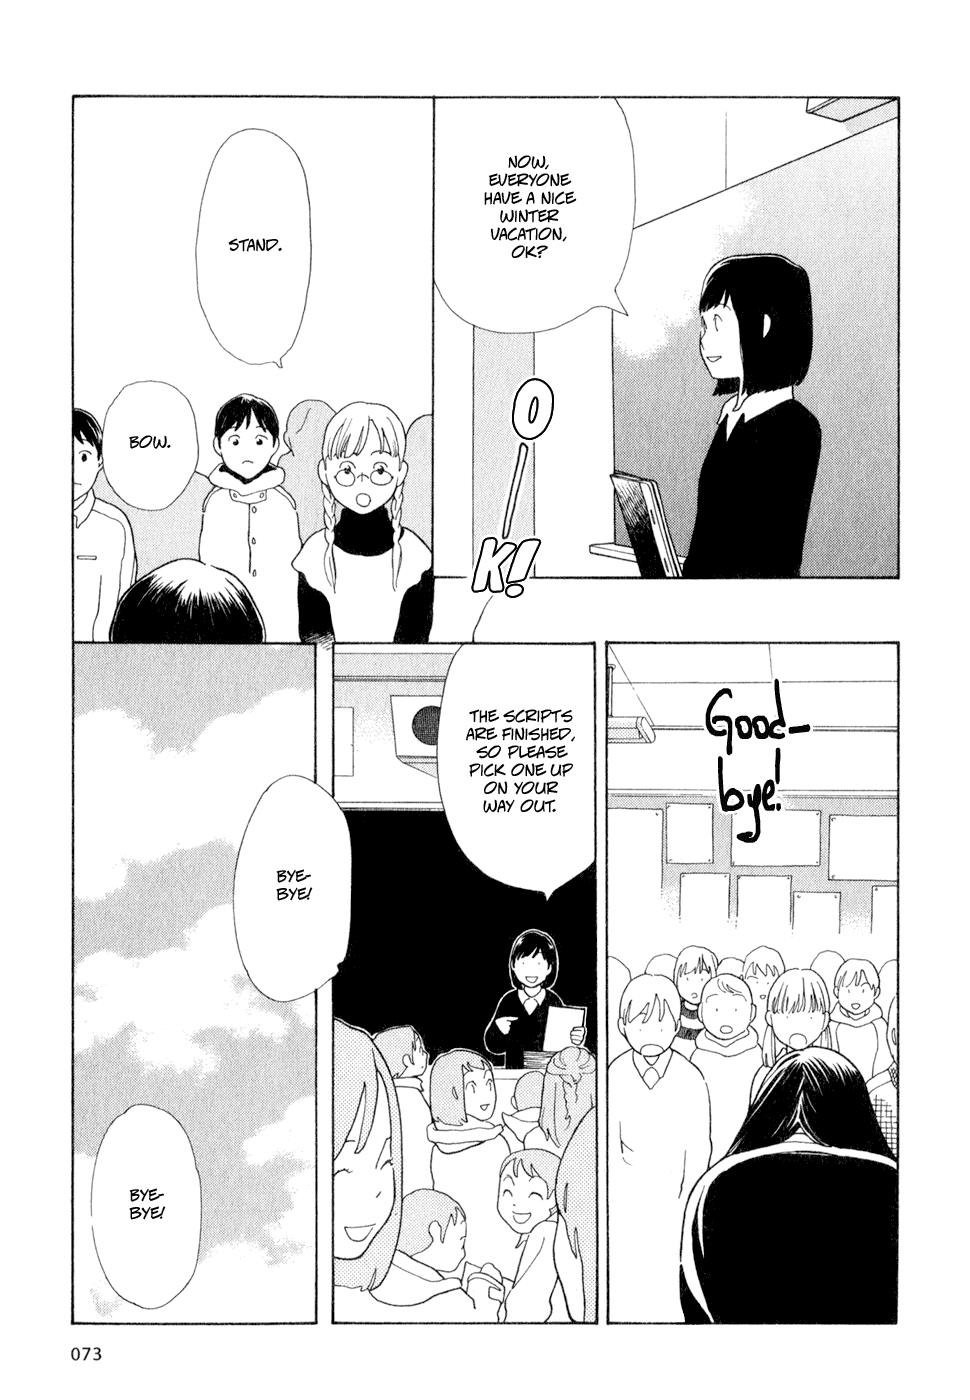 NOW,
EVERYONE
HAVE A NICE
WINTER
VACATION,
OK?
O
K!
STAND.
BOW.
Good-
bye!
THE SCRIPTS
ARE FINISHED,
SO PLEASE
PICK ONE UP
ON YOUR
WAY OUT.
BYE-
BYE!
BYE-
BYE!
073